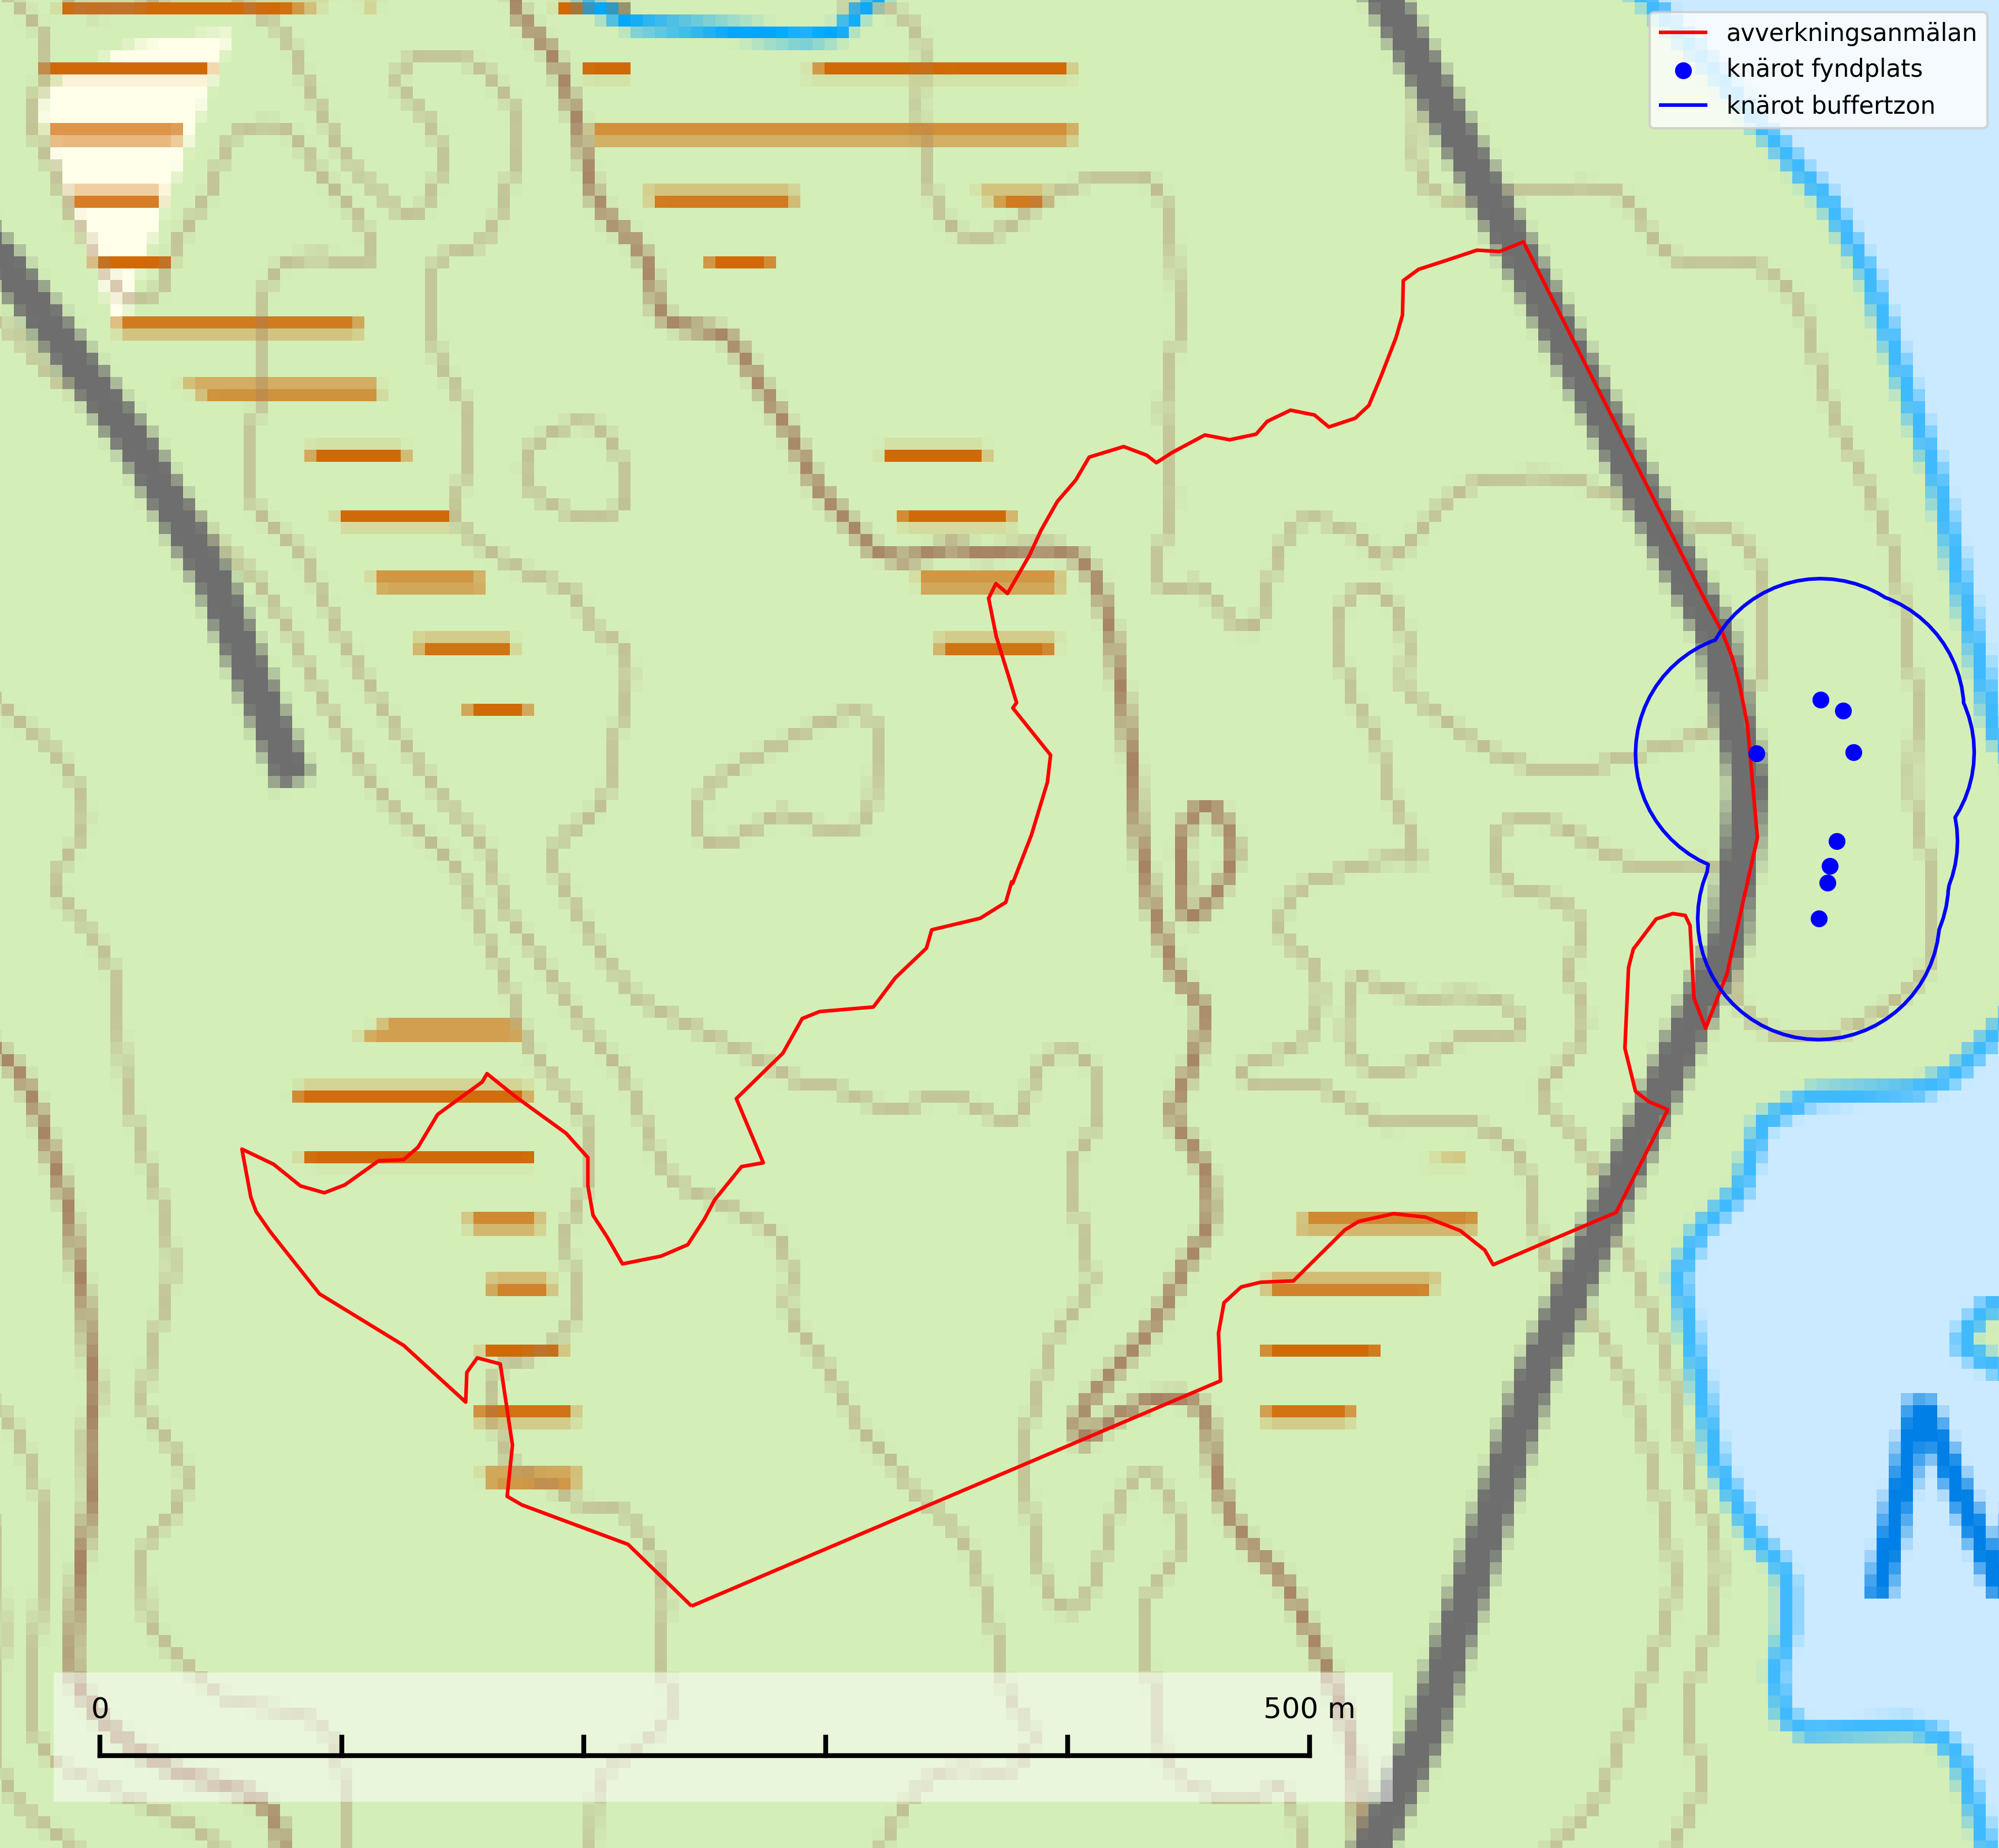 avverkningsanmälan
knärot fyndplats
knärot buffertzon
0
500 m